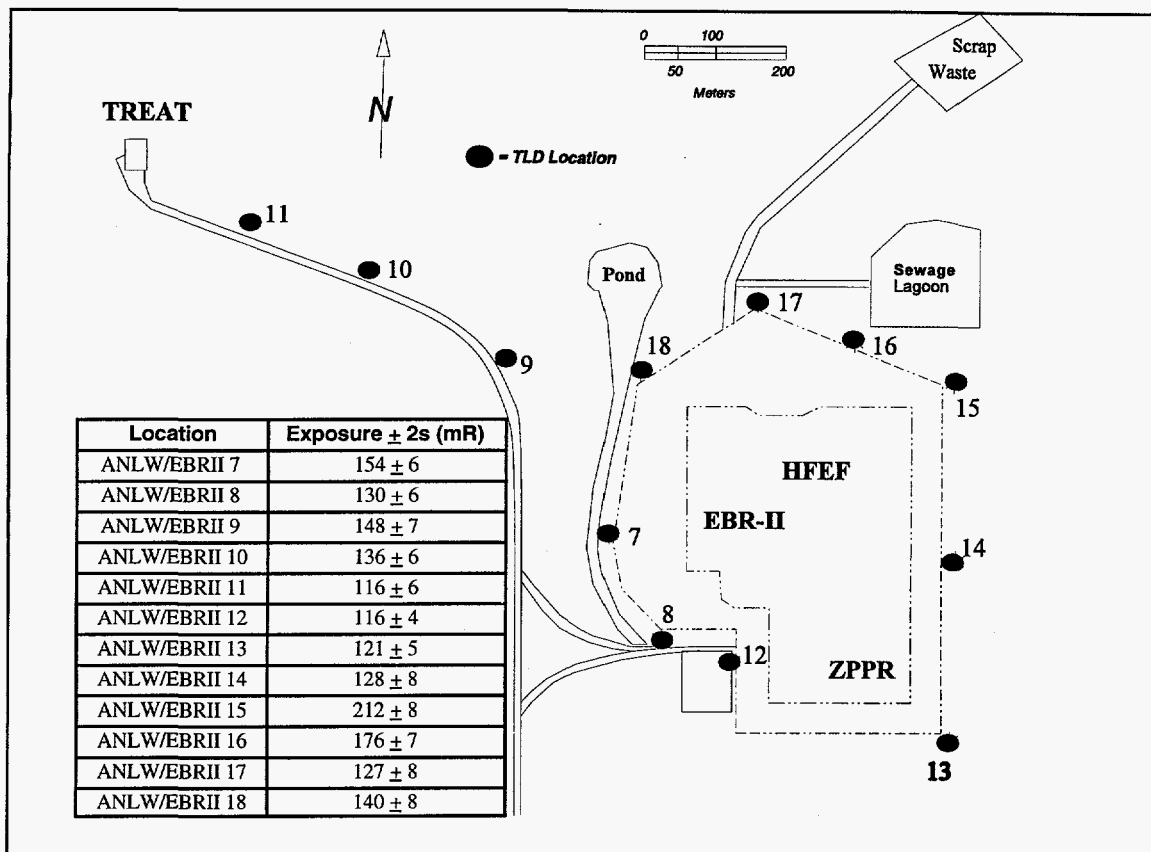 0 100
50 200
Meters
Scrap
Waste
TREAT
N
= TLD Location
11
10
9
Pond
Sewage
Lagoon
17
18
16
15
HFEF
EBR-II
7
14
8
12
ZPPR
13
Location Exposure ± 2s (mR)
ANLW/EBRII 7 154 ± 6
ANLW/EBRII 8 130 ± 6
ANLW/EBRII 9 148 ± 7
ANLW/EBRII 10 136 ± 6
ANLW/EBRII 11 116 ± 6
ANLW/EBRII 12 116 ± 4
ANLW/EBRII 13 121 ± 5
ANLW/EBRII 14 128 ± 8
ANLW/EBRII 15 212 ± 8
ANLW/EBRII 16 176 ± 7
ANLW/EBRII 17 127 ± 8
ANLW/EBRII 18 140 ± 8